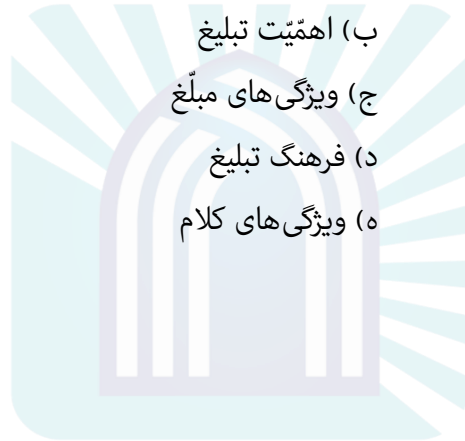 ب) اهمّیّت تبلیغ
ج) ویژگی‌های مبلّغ
د) فرهنگ تبلیغ
ه) ویژگی‌های کلام